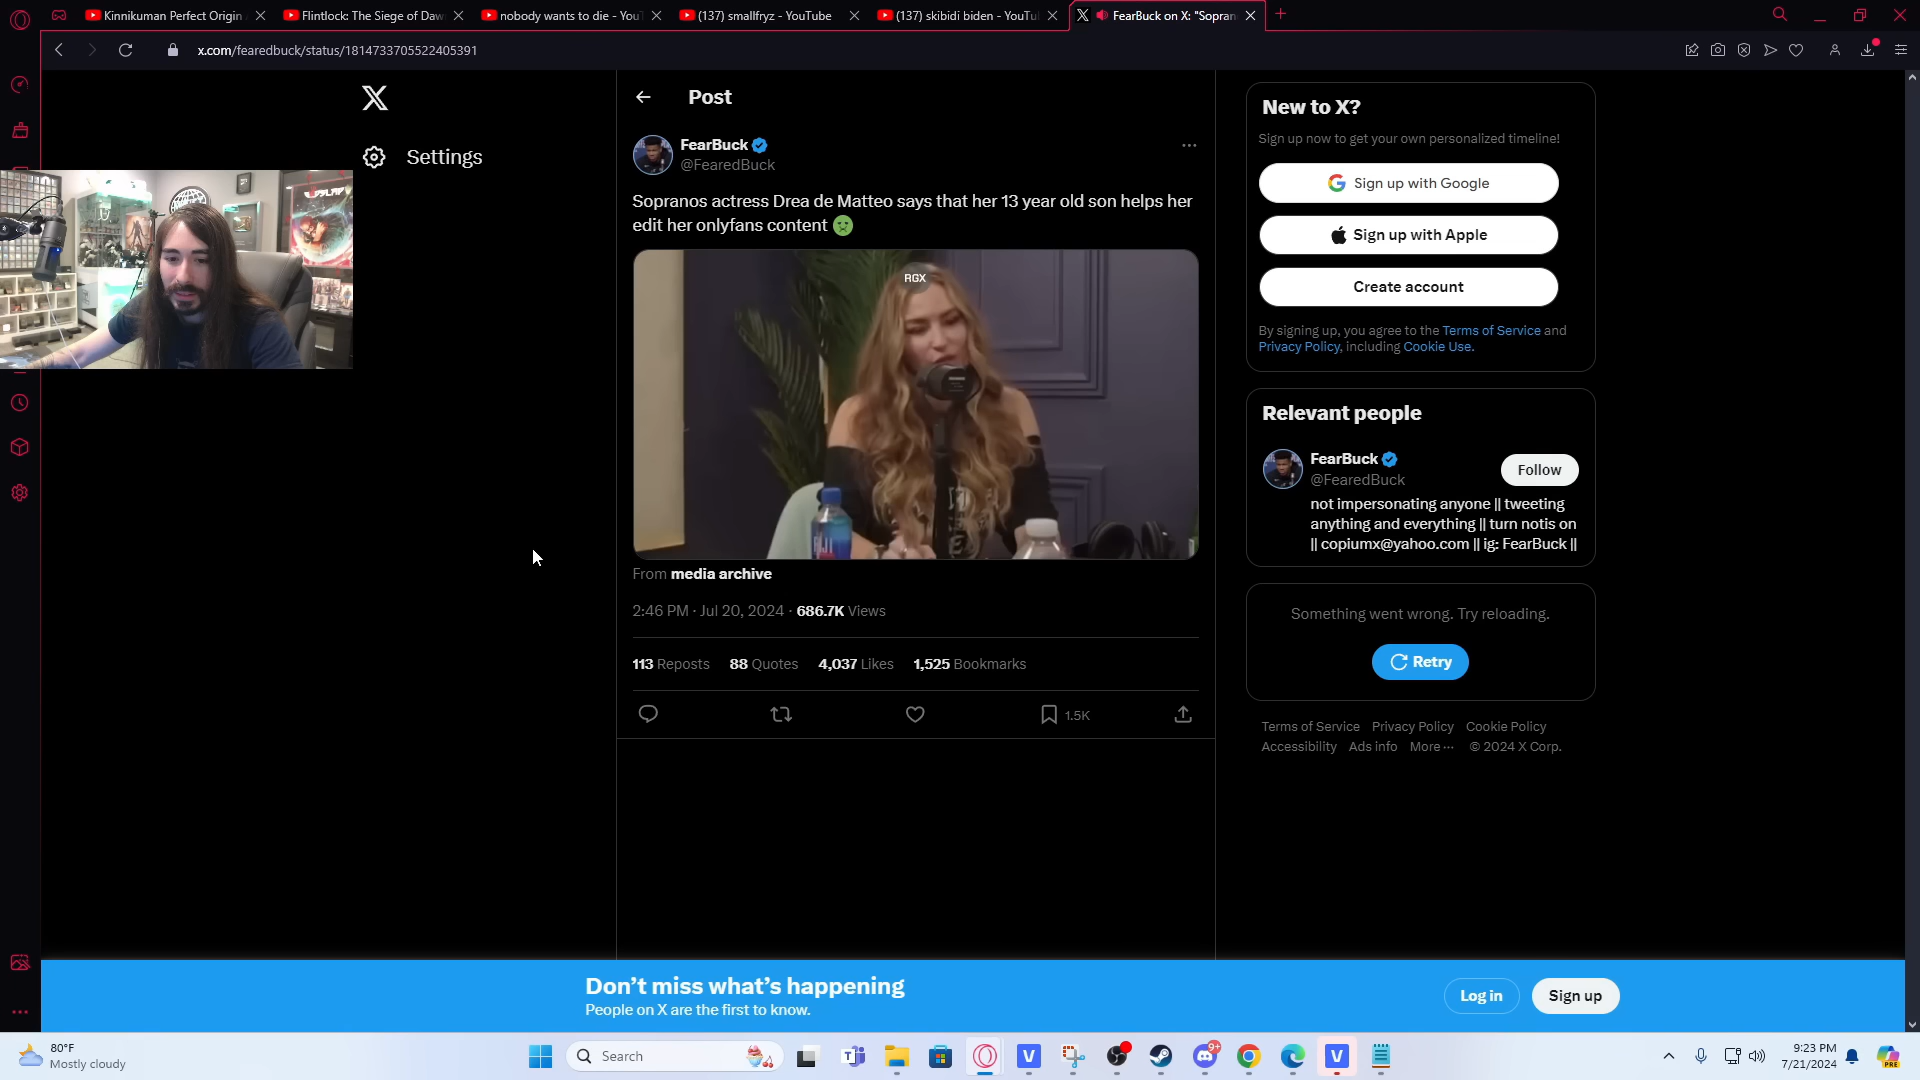 Kinnikuman Perfect Origin
Flintlock: The Siege of Daw
nobody wants to die - You
(137) smallfryz - YouTube
(137) skibidi biden - YouTu
FearBuck on X: "Sopran
x.com/fearedbuck/status/1814733705522405391
Settings
Post
FearBuck
@FearedBuck
Sopranos actress Drea de Matteo says that her 13 year old son helps her
edit her onlyfans content
RGX
FIJI
From media archive
2:46 PM · Jul 20, 2024 · 686.7K Views
113 Reposts 88 Quotes 4,037 Likes 1,525 Bookmarks
1.5K
New to X?
Sign up now to get your own personalized timeline!
Sign up with Google
Sign up with Apple
Create account
By signing up, you agree to the Terms of Service and
Privacy Policy, including Cookie Use.
Relevant people
FearBuck
@FearedBuck
Follow
not impersonating anyone || tweeting
anything and everything || turn notis on
|| copiumx@yahoo.com || ig: FearBuck ||
Something went wrong. Try reloading.
Retry
Terms of Service Privacy Policy Cookie Policy
Accessibility Ads info More ··· © 2024 X Corp.
Don’t miss what’s happening
People on X are the first to know.
Log in
Sign up
80°F
Mostly cloudy
Search
9+
PRE
9:23 PM
7/21/2024